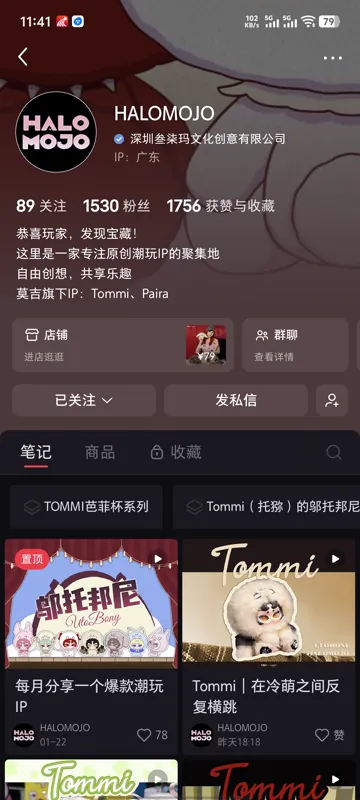 11:41
102 KB/s 5G 5G 79
HALO MOJO
HALOMOJO
深圳叁柒玛文化创意有限公司
IP：广东
89 关注 1530 粉丝 1756 获赞与收藏
恭喜玩家，发现宝藏！
这里是一家专注原创潮玩IP的聚集地
自由创想，共享乐趣
莫吉旗下IP：Tommi、Paira
店铺
进店逛逛
¥79
群聊
查看详情
已关注
发私信
笔记 商品 收藏
TOMMI芭菲杯系列
Tommi（托猕）的邬托邦尼
置顶
邬托邦尼
UtoBony
每月分享一个爆款潮玩IP
HALOMOJO
01-22
78
Tommi
Tommi｜在冷萌之间反复横跳
HALOMOJO
昨天18:18
赞
Tommi
Tommi